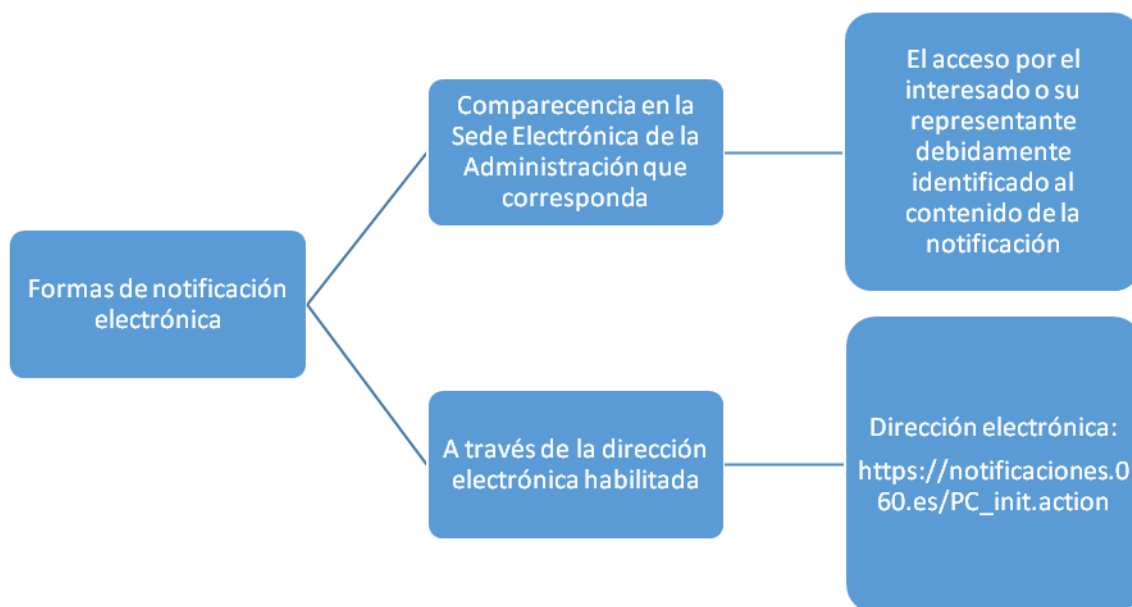 Formas de notificación
electrónica
Comparecencia en la
Sede Electrónica de la
Administración que
corresponda
El acceso por el
interesado o su
representante
debidamente
identificado al
contenido de la
notificación
A través de la dirección
electrónica habilitada
Dirección electrónica:
https://notificaciones.0
60.es/PC_init.action